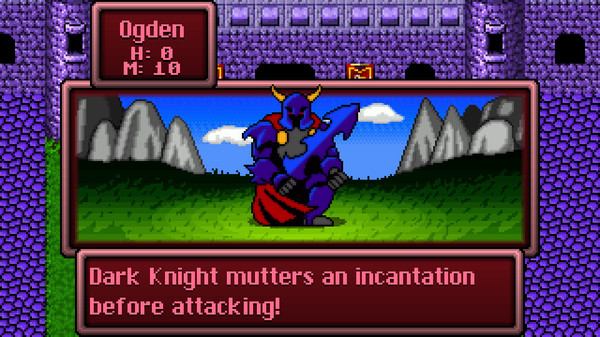 Ogden
H: 0
M: 10
Dark Knight mutters an incantation
before attacking!